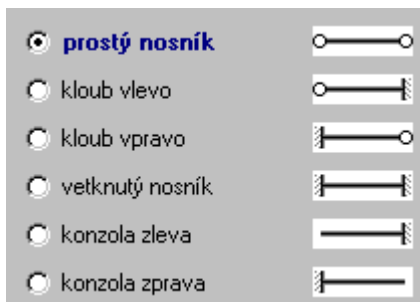 prostý nosník
kloub vlevo
kloub vpravo
vetknutý nosník
konzola zleva
konzola zprava